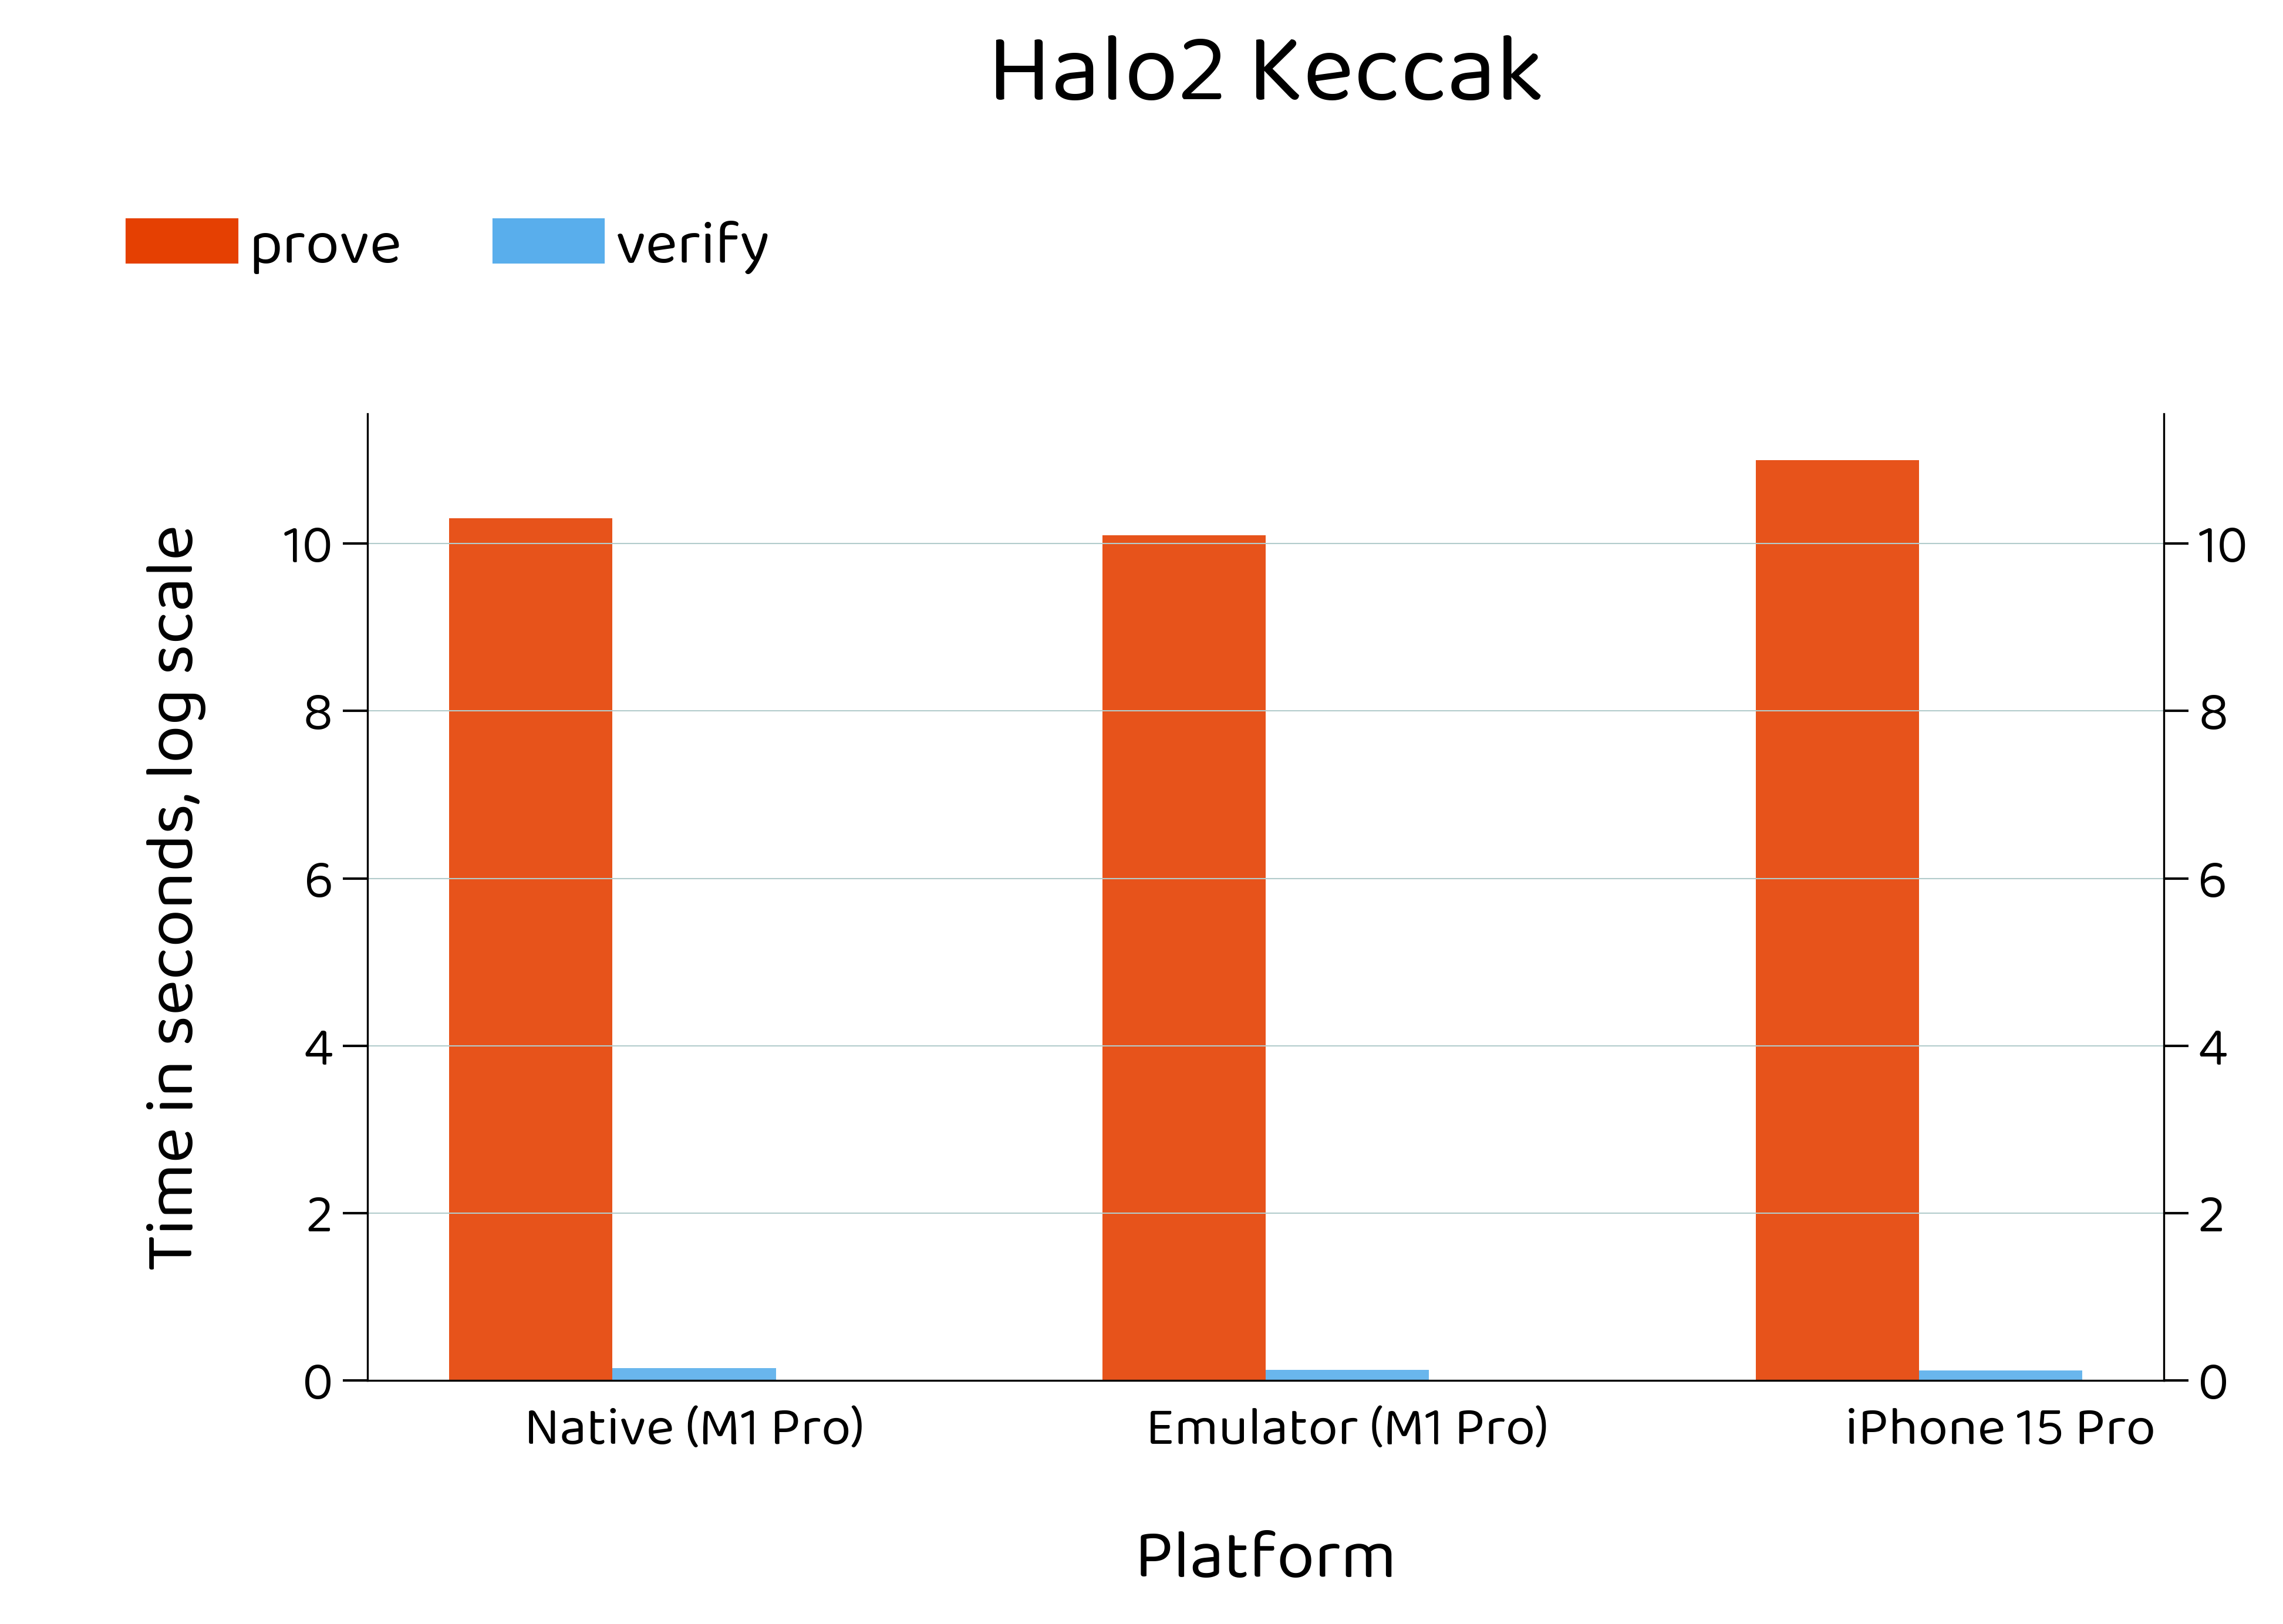 Halo2 Keccak
prove
verify
Time in seconds, log scale
10
8
6
4
2
0
10
8
6
4
2
0
Native (M1 Pro)
Emulator (M1 Pro)
iPhone 15 Pro
Platform